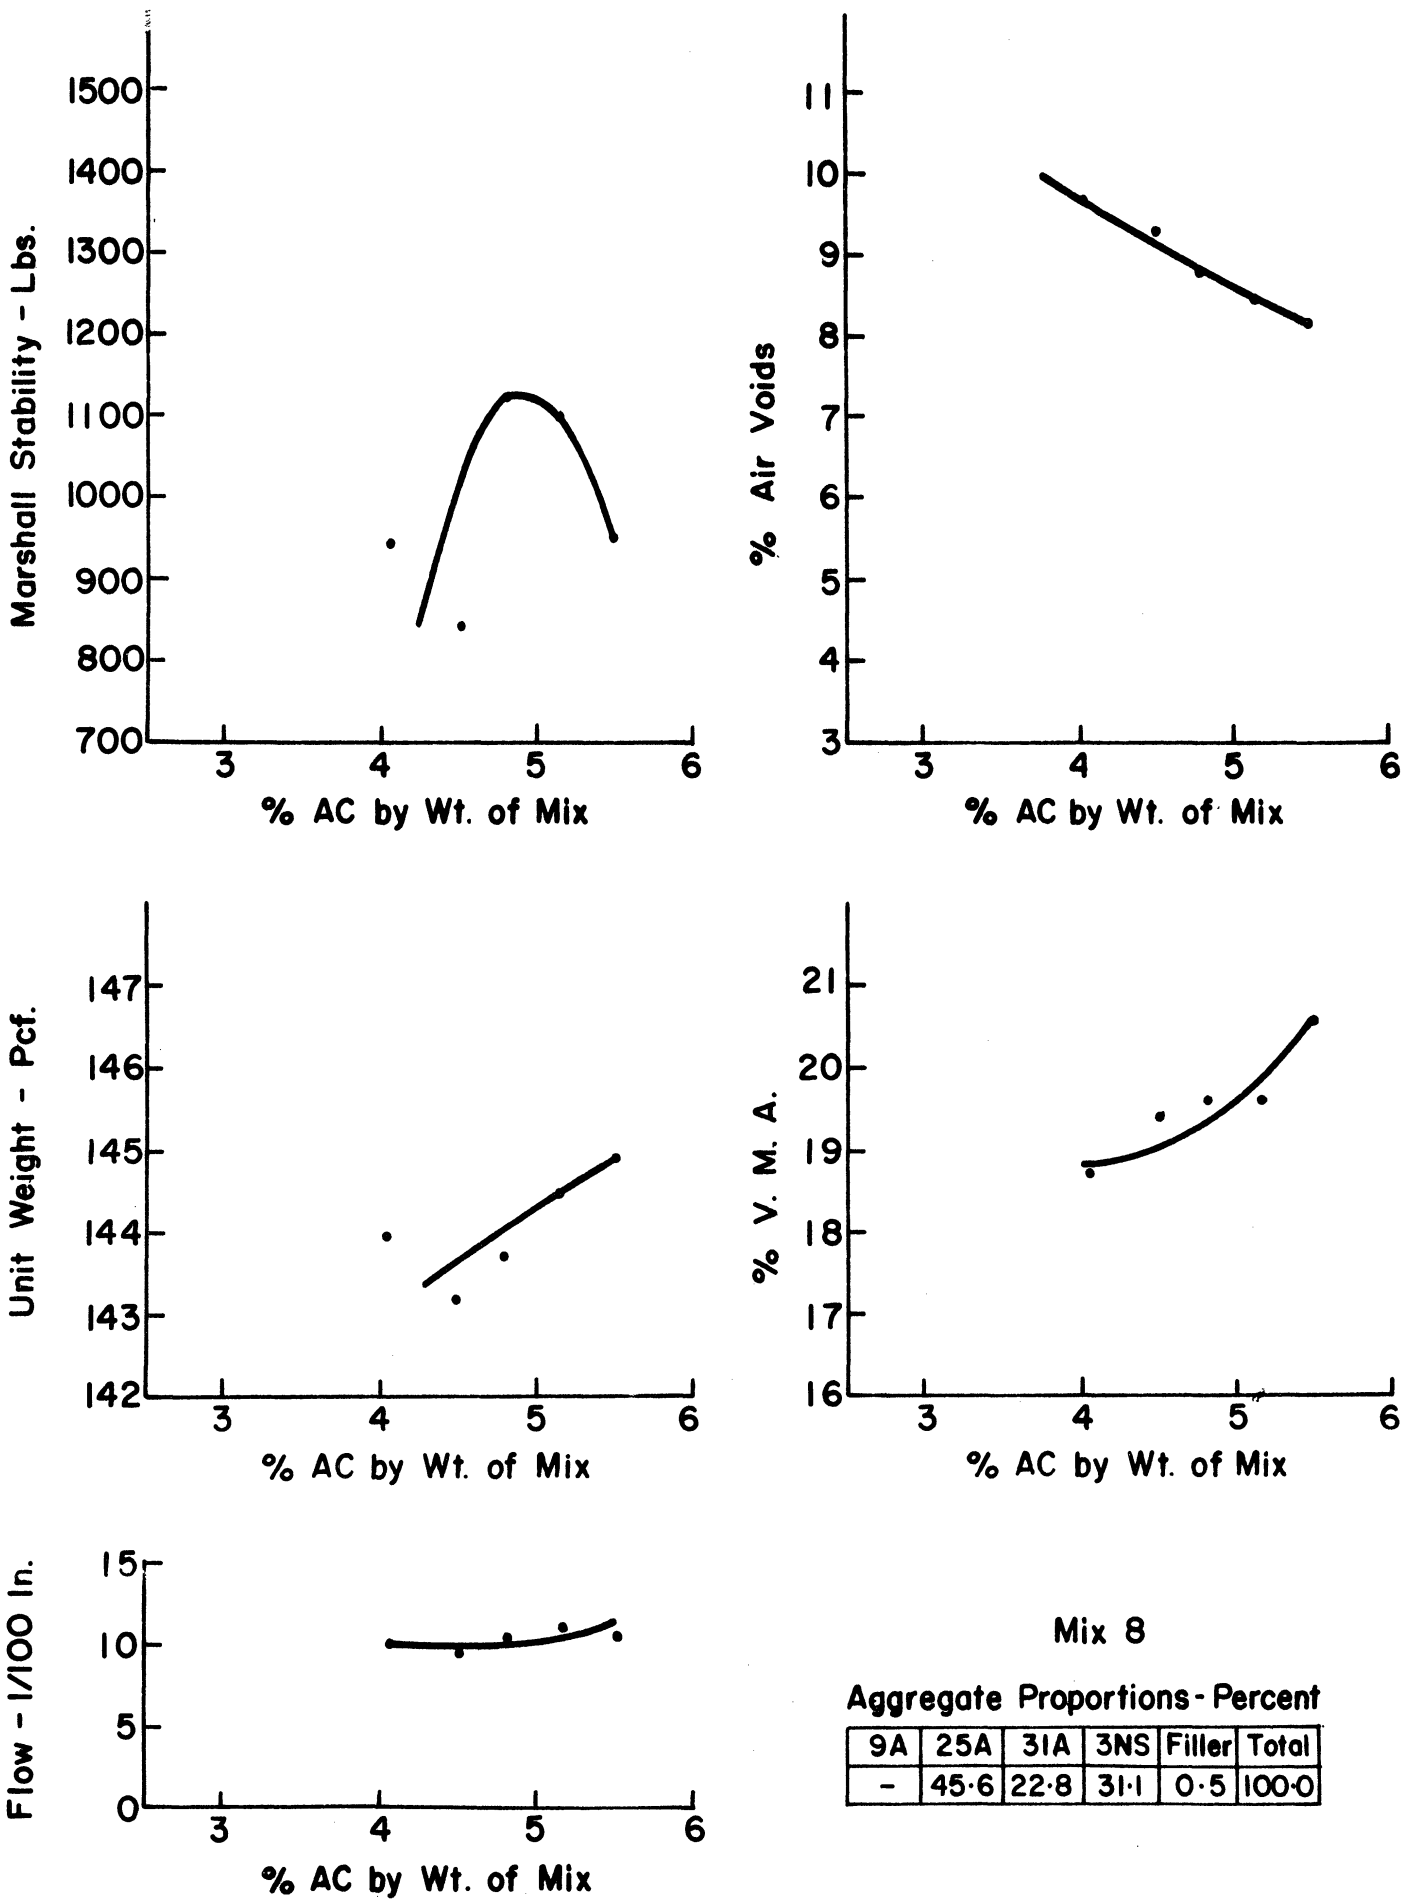 Marshall Stability - Lbs.
1500
1400
1300
1200
1100
1000
900
800
700
3 4 5 6
% AC by Wt. of Mix
% Air Voids
11
10
9
8
7
6
5
4
3
3 4 5 6
% AC by Wt. of Mix
Unit Weight - Pcf.
147
146
145
144
143
142
3 4 5 6
% AC by Wt. of Mix
% V. M. A.
21
20
19
18
17
16
3 4 5 6
% AC by Wt. of Mix
Flow - 1/100 In.
15
10
5
0
3 4 5 6
% AC by Wt. of Mix
Mix 8
Aggregate Proportions - Percent
9A 25A 31A 3NS Filler Total
- 45.6 22.8 31.1 0.5 100.0